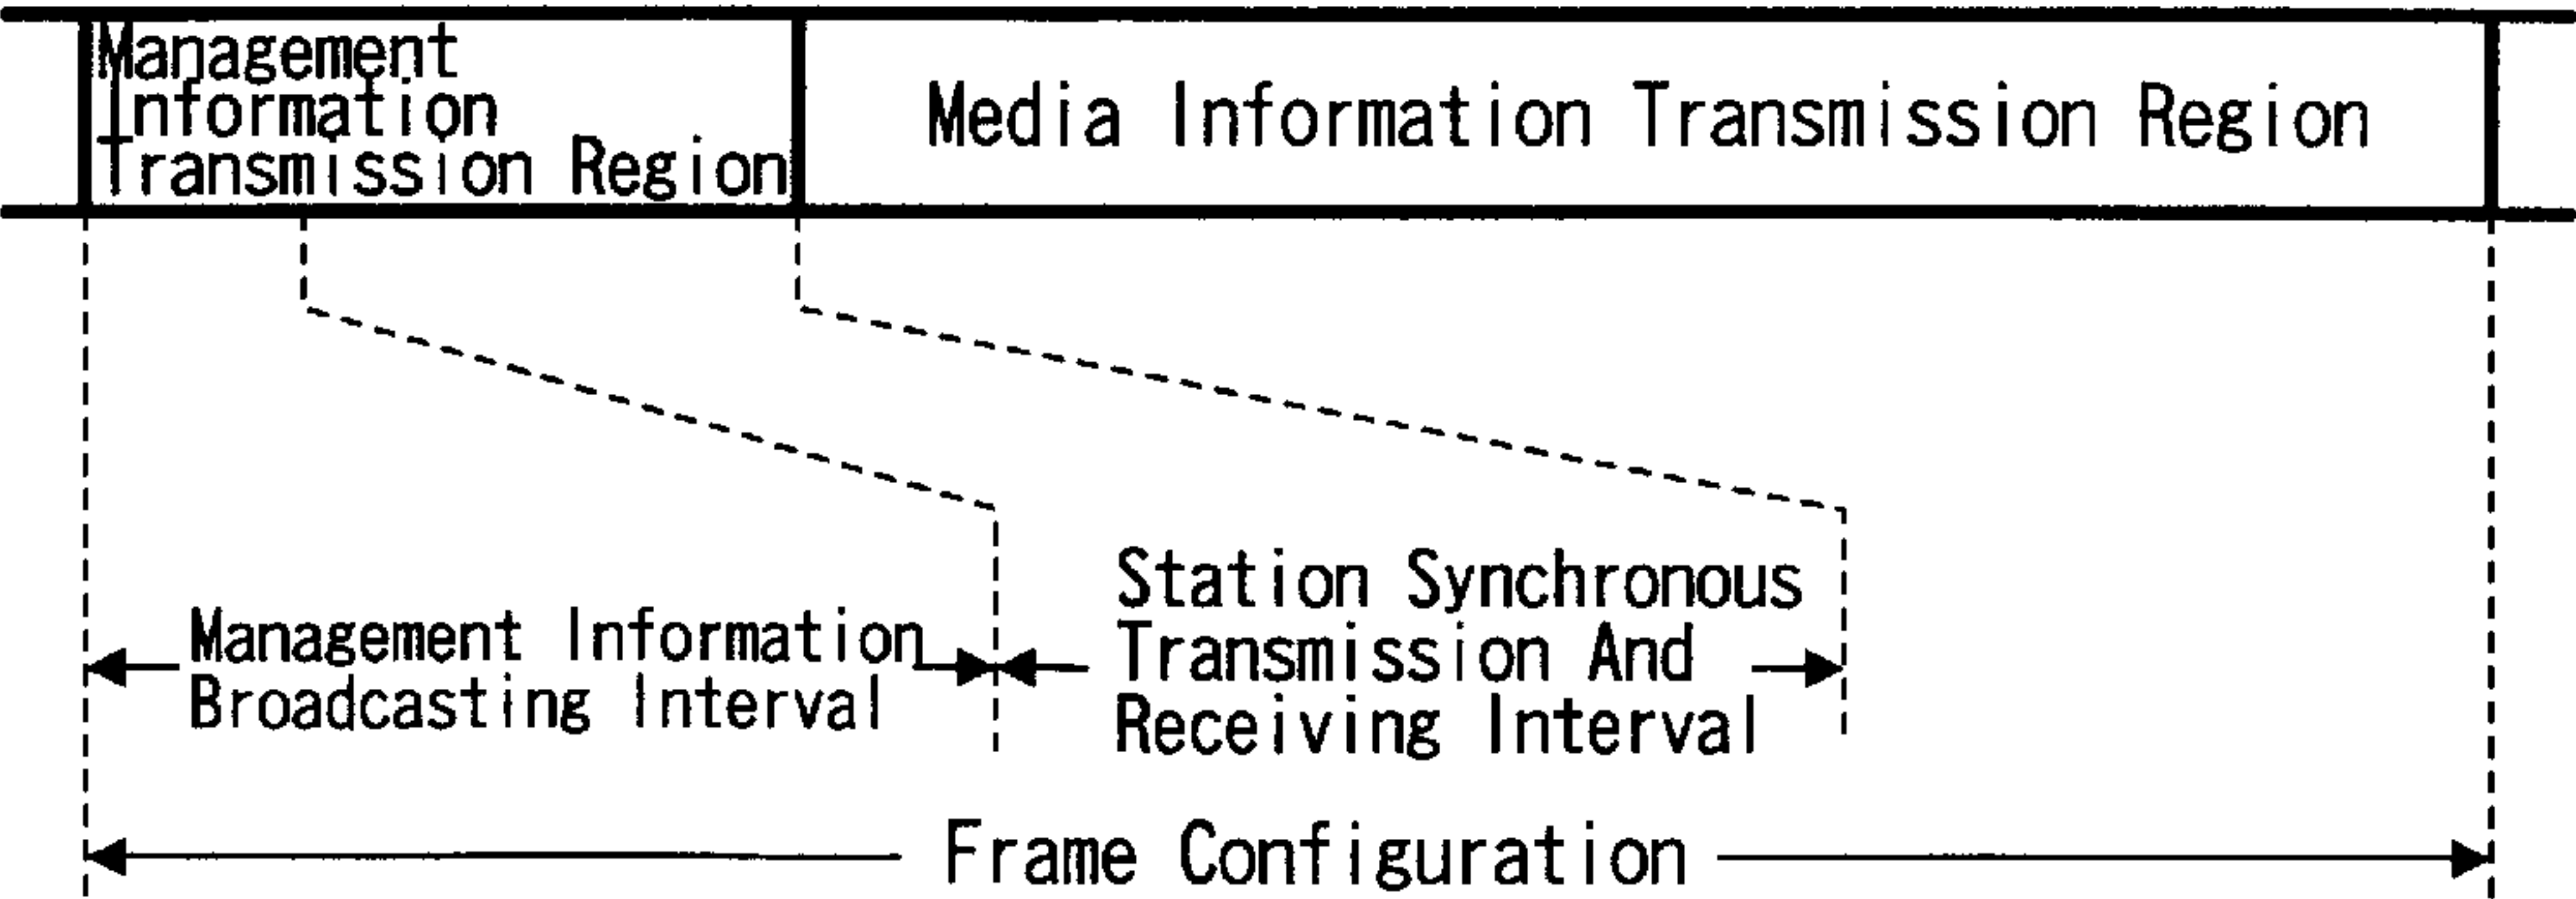 Management
Information
Transmission Region
Media Information Transmission Region
Management Information
Broadcasting Interval
Station Synchronous
Transmission And
Receiving Interval
Frame Configuration